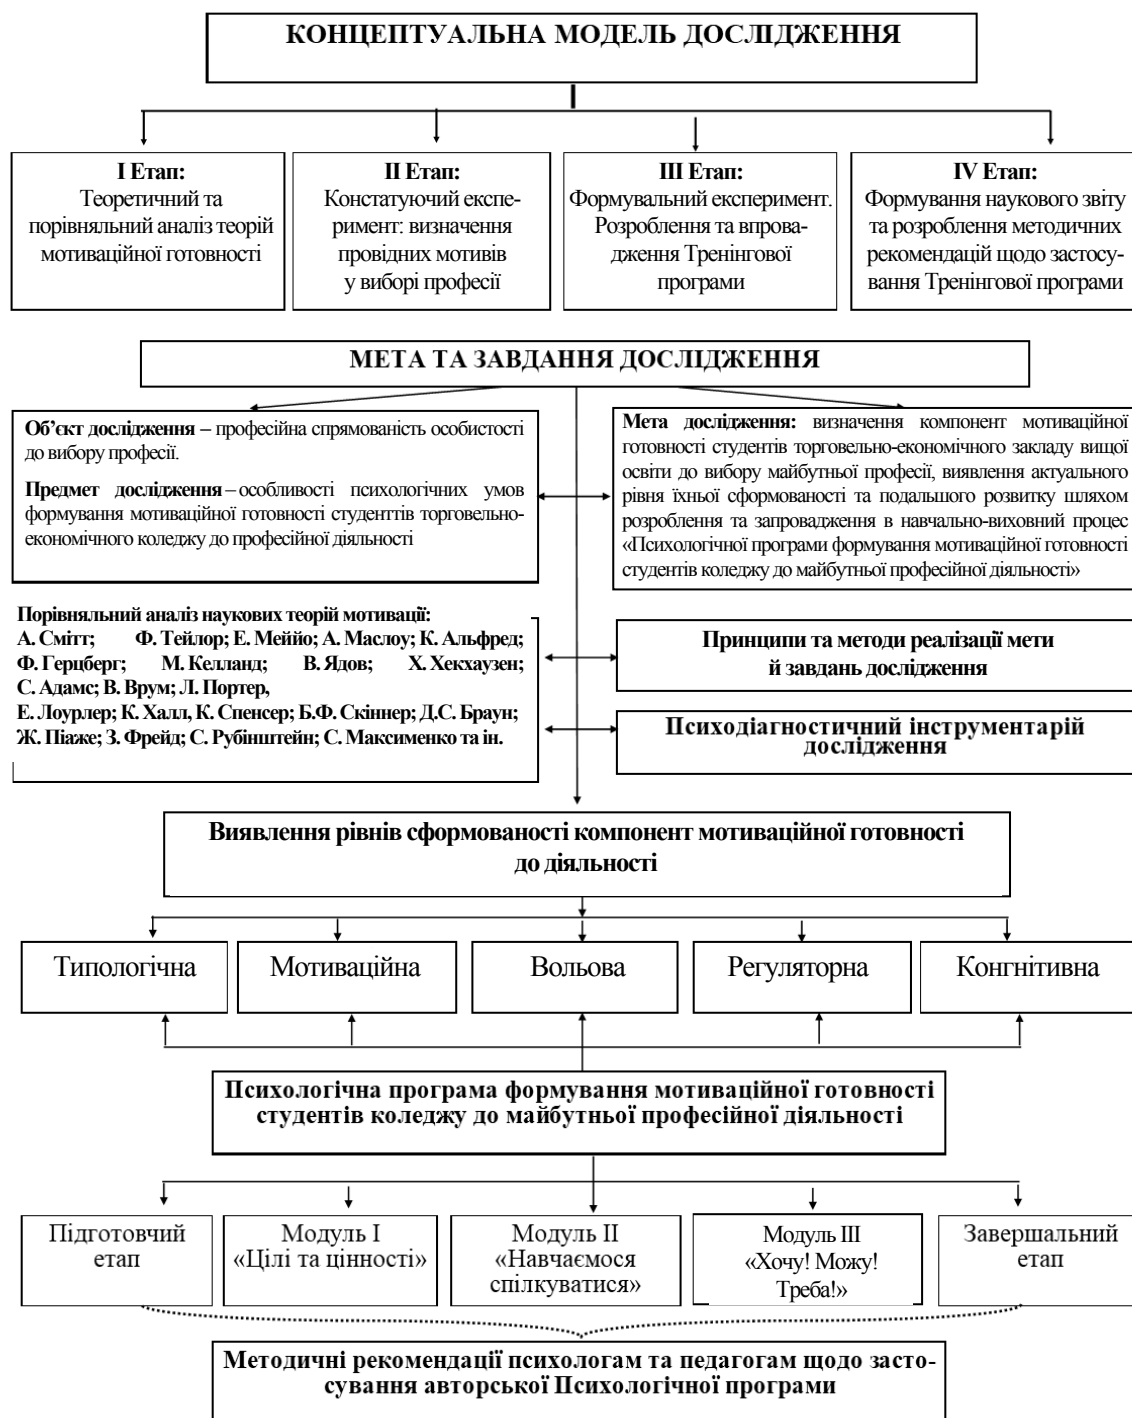 КОНЦЕПТУАЛЬНА МОДЕЛЬ ДОСЛІДЖЕННЯ
І Етап:
Теоретичний та
порівняльний аналіз теорій
мотиваційної готовності
ІІ Етап:
Констатуючий експе-
римент: визначення
провідних мотивів
у виборі професії
ІІІ Етап:
Формувальний експеримент.
Розроблення та впрова-
дження Тренінгової
програми
IV Етап:
Формування наукового звіту
та розроблення методичних
рекомендацій щодо застосу-
вання Тренінгової програми
МЕТА ТА ЗАВДАННЯ ДОСЛІДЖЕННЯ
Об’єкт дослідження – професійна спрямованість особистості
до вибору професії.
Предмет дослідження – особливості психологічних умов
формування мотиваційної готовності студенттів торговельно-
економічного коледжу до професійної діяльності
Мета дослідження: визначення компонент мотиваційної
готовності студентів торговельно-економічного закладу вищої
освіти до вибору майбутньої професії, виявлення актуального
рівня їхньої сформованості та подальшого розвитку шляхом
розроблення та запровадження в навчально-виховний процес
«Психологічної програми формування мотиваційної готовності
студентів коледжу до майбутньої професійної діяльності»
Порівняльний аналіз наукових теорій мотивації:
А. Смітт; Ф. Тейлор; Е. Меййо; А. Маслоу; К. Альфред;
Ф. Герцберг; М. Келланд; В. Ядов; Х. Хекхаузен;
С. Адамс; В. Врум; Л. Портер,
Е. Лоурлер; К. Халл, К. Спенсер; Б.Ф. Скіннер; Д.С. Браун;
Ж. Піаже; З. Фрейд; С. Рубінштейн; С. Максименко та ін.
Принципи та методи реалізації мети
й завдань дослідження
Психодіагностичний інструментарій
дослідження
Виявлення рівнів сформованості компонент мотиваційної готовності
до діяльності
Типологічна
Мотиваційна
Вольова
Регуляторна
Конгнітивна
Психологічна програма формування мотиваційної готовності
студентів коледжу до майбутньої професійної діяльності
Підготовчий
етап
Модуль І
«Цілі та цінності»
Модуль ІІ
«Навчаємося
спілкуватися»
Модуль ІІІ
«Хочу! Можу!
Треба!»
Завершальний
етап
Методичні рекомендації психологам та педагогам щодо засто-
сування авторської Психологічної програми